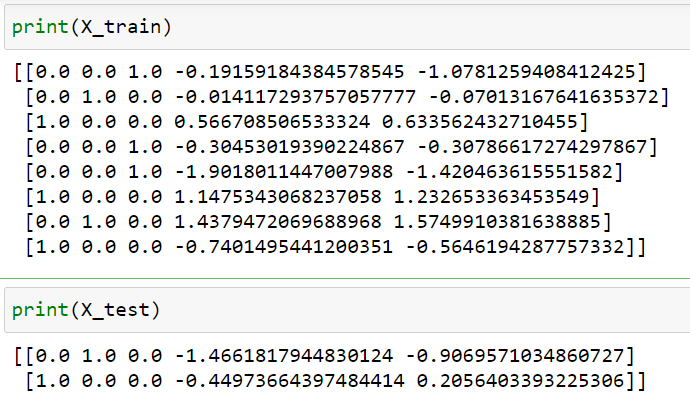 print(X_train)
[[0.0 0.0 1.0 -0.19159184384578545 -1.0781259408412425]
[0.0 1.0 0.0 -0.014117293757057777 -0.07013167641635372]
[1.0 0.0 0.0 0.566708506533324 0.633562432710455]
[0.0 0.0 1.0 -0.30453019390224867 -0.30786617274297867]
[0.0 0.0 1.0 -1.9018011447007988 -1.420463615551582]
[1.0 0.0 0.0 1.1475343068237058 1.232653363453549]
[0.0 1.0 0.0 1.4379472069688968 1.5749910381638885]
[1.0 0.0 0.0 -0.7401495441200351 -0.5646194287757332]]
print(X_test)
[[0.0 1.0 0.0 -1.4661817944830124 -0.9069571034860727]
[1.0 0.0 0.0 -0.44973664397484414 0.2056403393225306]]